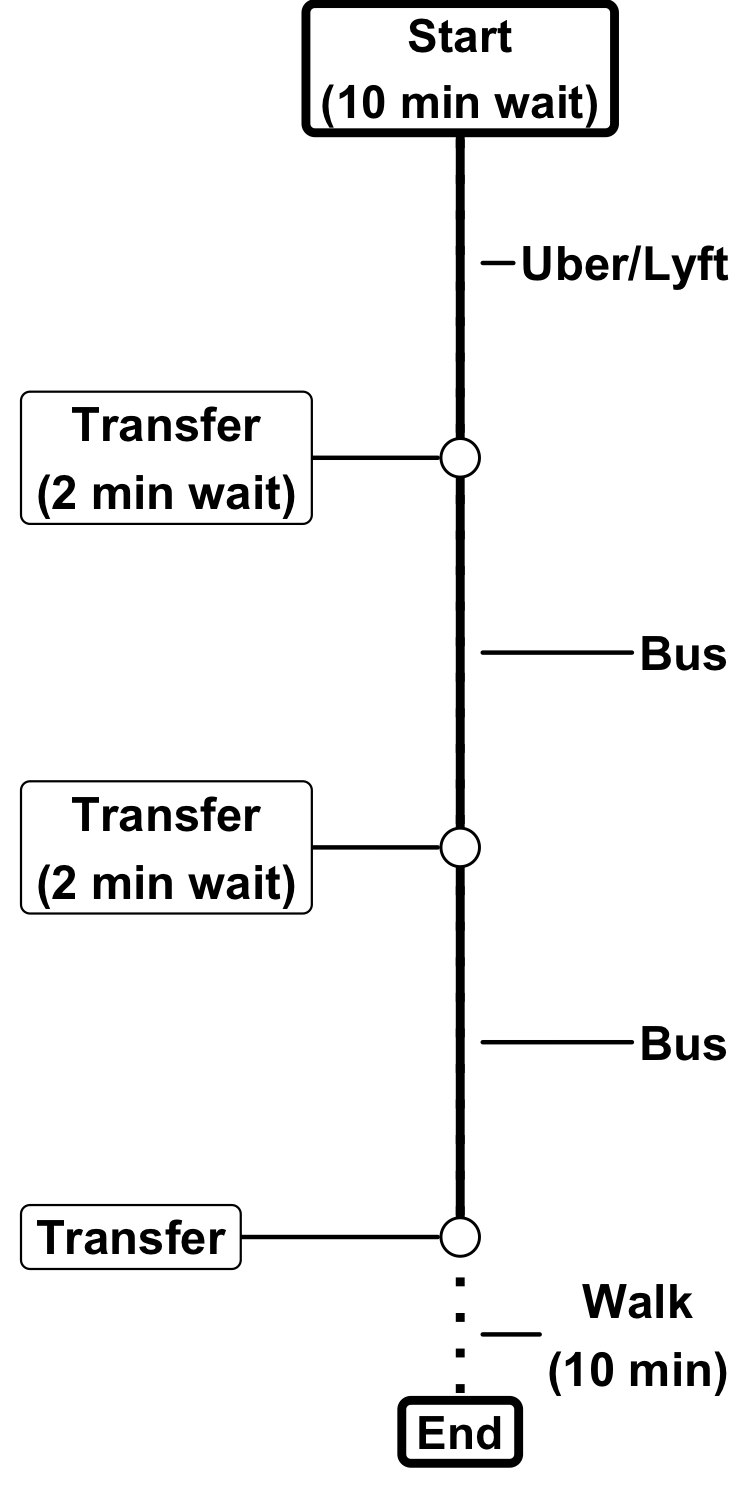 Start
(10 min wait)
Uber/Lyft
Transfer
(2 min wait)
Bus
Transfer
(2 min wait)
Bus
Transfer
Walk
(10 min)
End